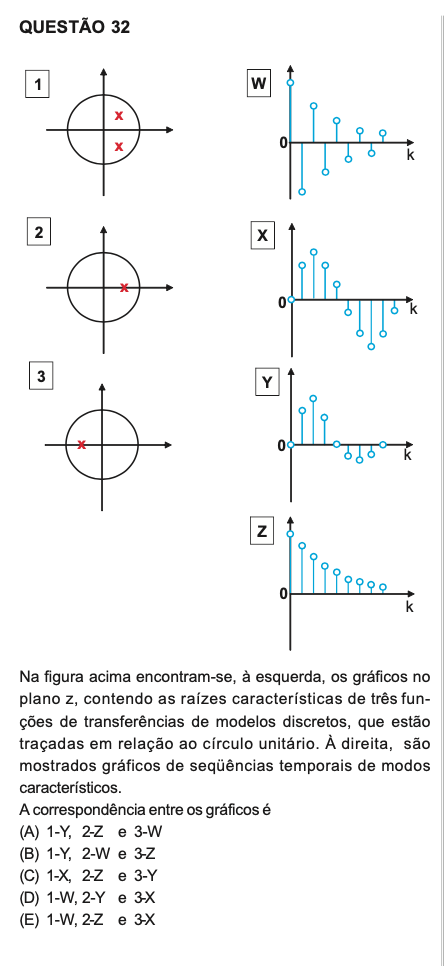 QUESTÃO 32
1
W
0
k
2
X
0
k
3
Y
0
k
Z
0
k
Na figura acima encontram-se, à esquerda, os gráficos no
plano z, contendo as raízes características de três fun-
ções de transferências de modelos discretos, que estão
traçadas em relação ao círculo unitário. À direita, são
mostrados gráficos de seqüências temporais de modos
característicos.
A correspondência entre os gráficos é
(A) 1-Y, 2-Z e 3-W
(B) 1-Y, 2-W e 3-Z
(C) 1-X, 2-Z e 3-Y
(D) 1-W, 2-Y e 3-X
(E) 1-W, 2-Z e 3-X